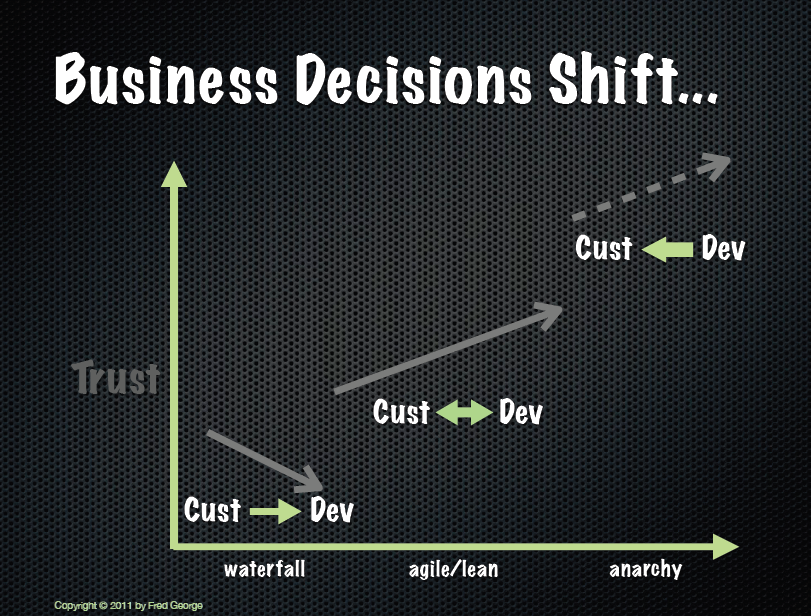 Business Decisions Shift...
Cust Dev
Trust
Cust Dev
Cust Dev
waterfall agile/lean anarchy
Copyright © 2011 by Fred George